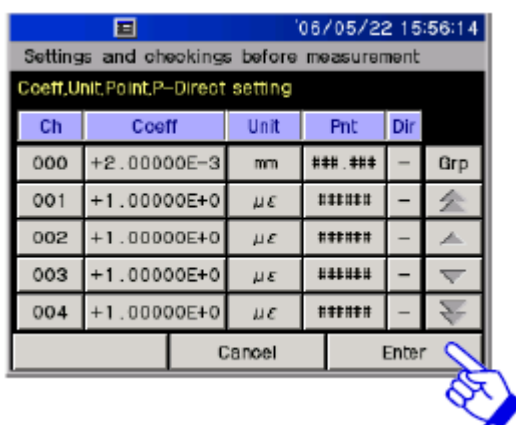 '06/05/22 15:56:14
Settings and checkings before measurement
Coeff,Unit,Point,P-Direct setting
Ch Coeff Unit Pnt Dir
000 +2.00000E-3 mm ###.### - Grp
001 +1.00000E+0 με ###### -
002 +1.00000E+0 με ###### -
003 +1.00000E+0 με ###### -
004 +1.00000E+0 με ###### -
Cancel Enter